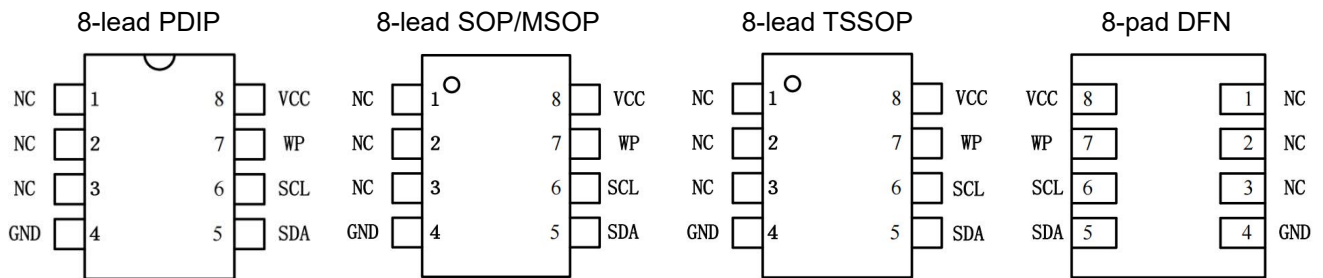 8-lead PDIP
8-lead SOP/MSOP
8-lead TSSOP
8-pad DFN
NC 1 8 VCC
NC 2 7 WP
NC 3 6 SCL
GND 4 5 SDA
NC 1 8 VCC
NC 2 7 WP
NC 3 6 SCL
GND 4 5 SDA
NC 1 8 VCC
NC 2 7 WP
NC 3 6 SCL
GND 4 5 SDA
VCC 8 1 NC
WP 7 2 NC
SCL 6 3 NC
SDA 5 4 GND